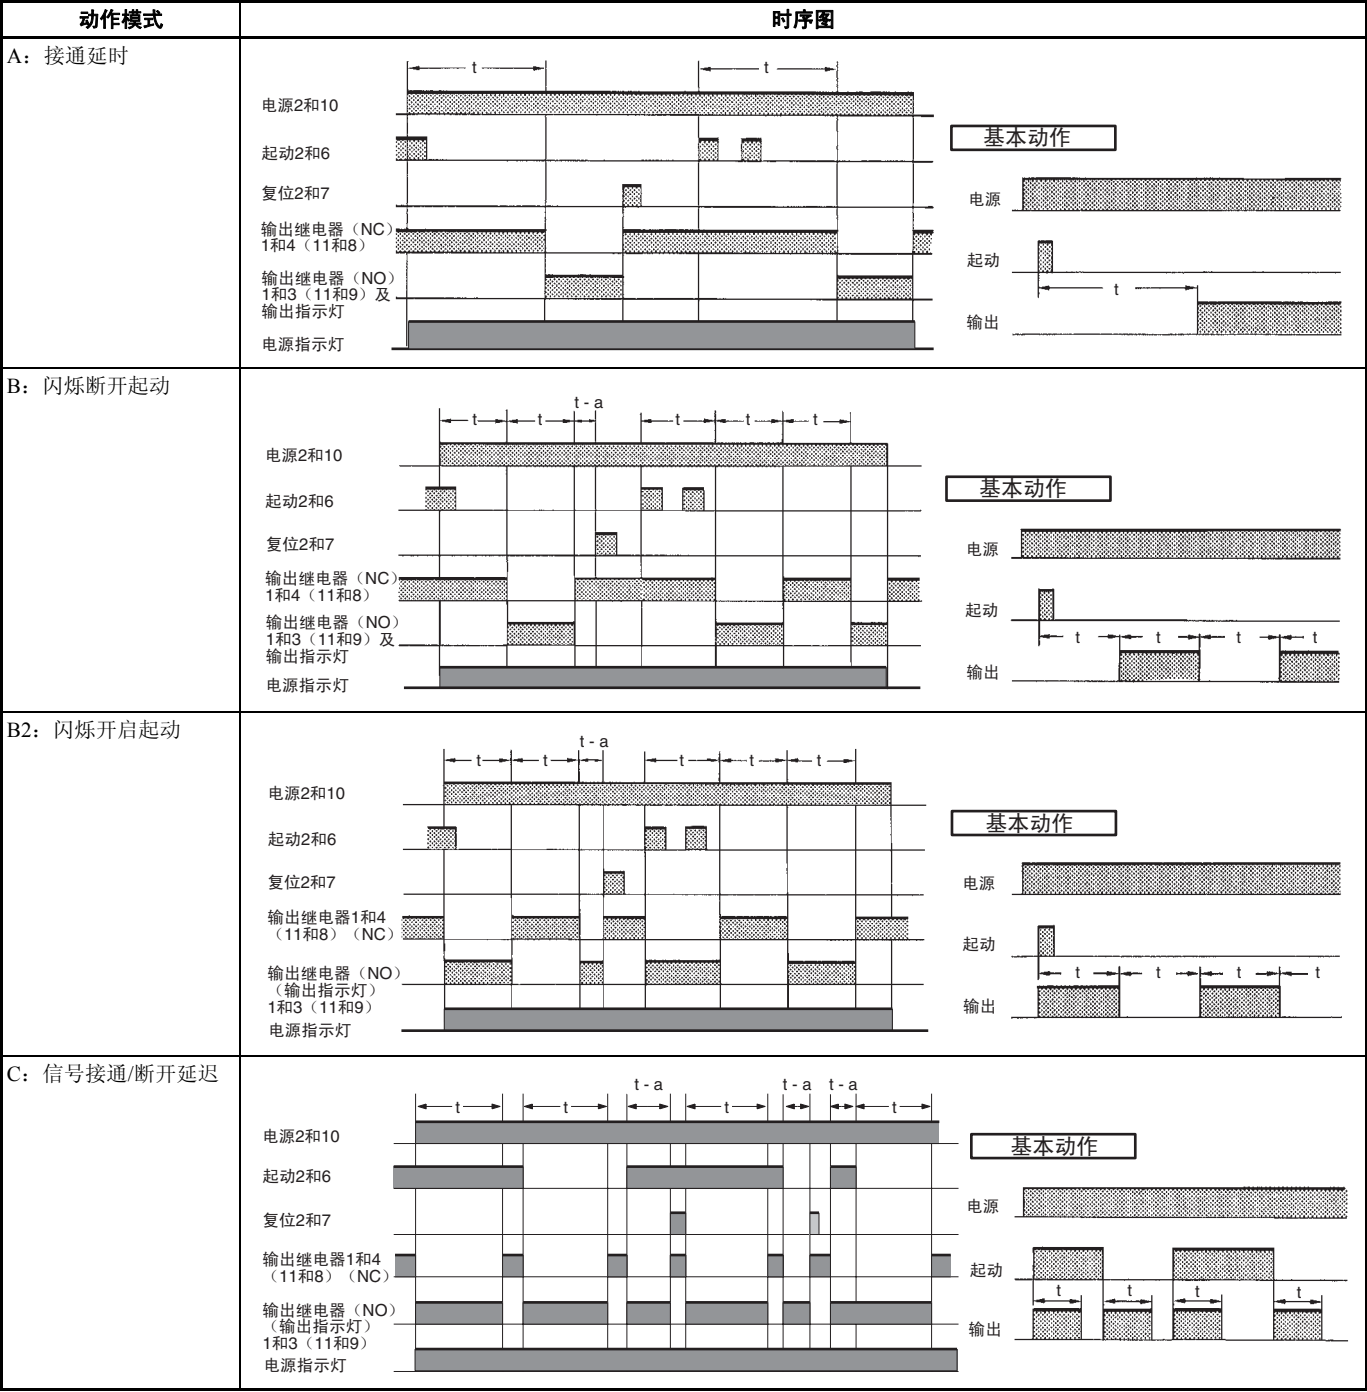 动作模式
时序图
A：接通延时
t
t
电源2和10
起动2和6
复位2和7
输出继电器（NC）
1和4（11和8）
输出继电器（NO）
1和3（11和9）及
输出指示灯
电源指示灯
基本动作
电源
起动
t
输出
B：闪烁断开起动
t - a
t
t
t
t
t
电源2和10
起动2和6
复位2和7
输出继电器（NC）
1和4（11和8）
输出继电器（NO）
1和3（11和9）及
输出指示灯
电源指示灯
基本动作
电源
起动
t
t
t
t
输出
B2：闪烁开启起动
t - a
t
t
t
t
t
电源2和10
起动2和6
复位2和7
输出继电器1和4
（11和8）（NC）
输出继电器（NO）
（输出指示灯）
1和3（11和9）
电源指示灯
基本动作
电源
起动
t
t
t
t
输出
C：信号接通/断开延迟
t - a
t - a
t - a
t
t
t
t
电源2和10
起动2和6
复位2和7
输出继电器1和4
（11和8）（NC）
输出继电器（NO）
（输出指示灯）
1和3（11和9）
电源指示灯
基本动作
电源
起动
t
t
t
t
输出